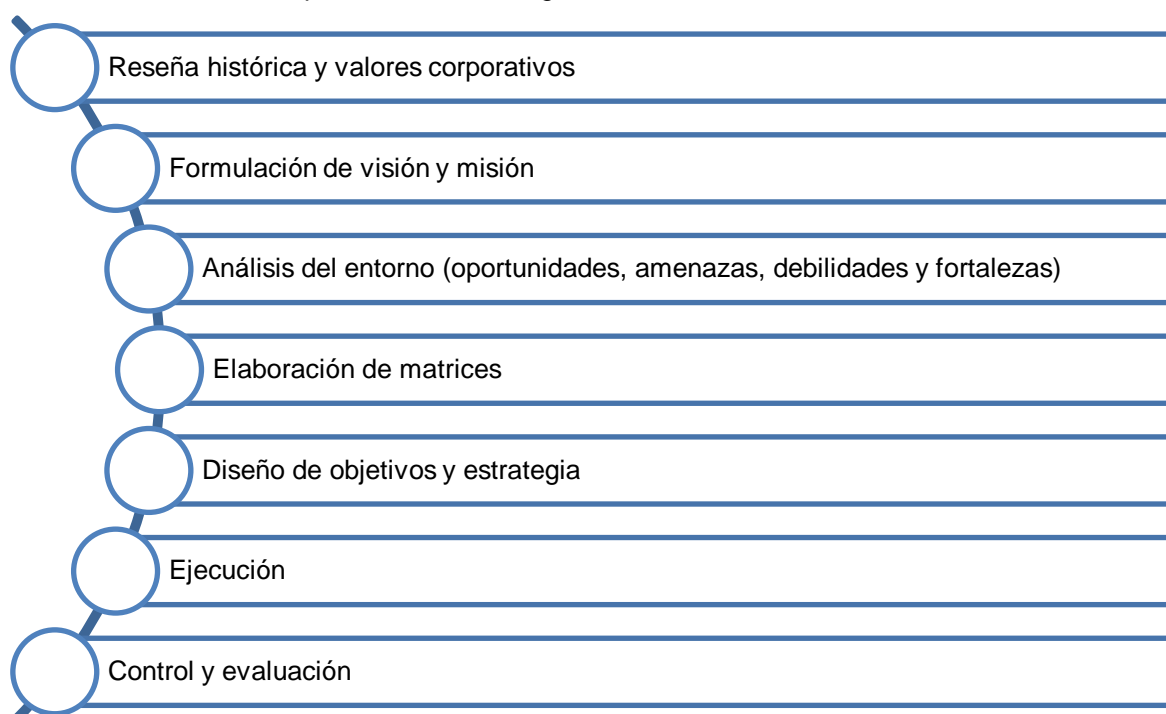 Reseña histórica y valores corporativos
Formulación de visión y misión
Análisis del entorno (oportunidades, amenazas, debilidades y fortalezas)
Elaboración de matrices
Diseño de objetivos y estrategia
Ejecución
Control y evaluación